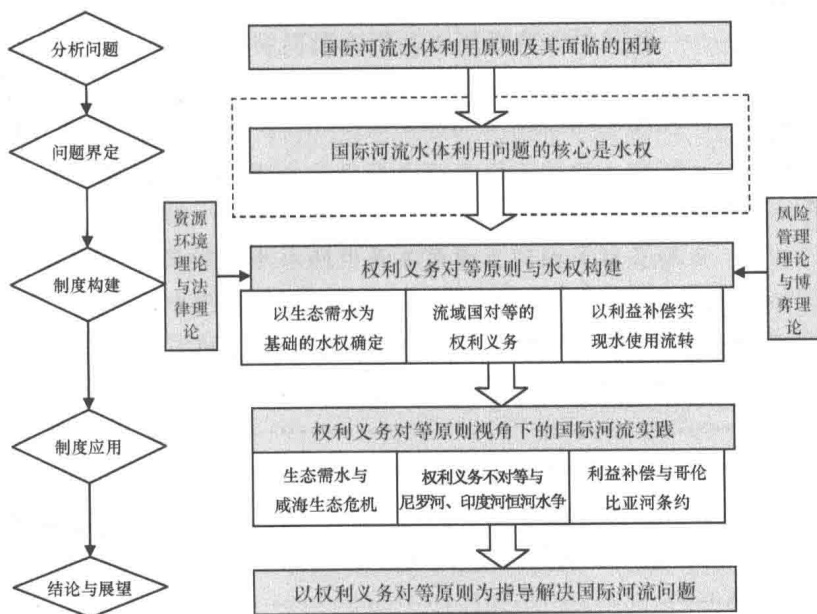 分析问题
国际河流水体利用原则及其面临的困境
问题界定
国际河流水体利用问题的核心是水权
资源
环境
理论
与法
律理
论
风险
管理
理论
与博
弈理
论
制度构建
权利义务对等原则与水权构建
以生态需水为
基础的水权确定
流域国对等的
权利义务
以利益补偿实
现水使用流转
制度应用
权利义务对等原则视角下的国际河流实践
生态需水与
咸海生态危机
权利义务不对等与
尼罗河、印度河恒河水争
利益补偿与哥伦
比亚河条约
结论与展望
以权利义务对等原则为指导解决国际河流问题